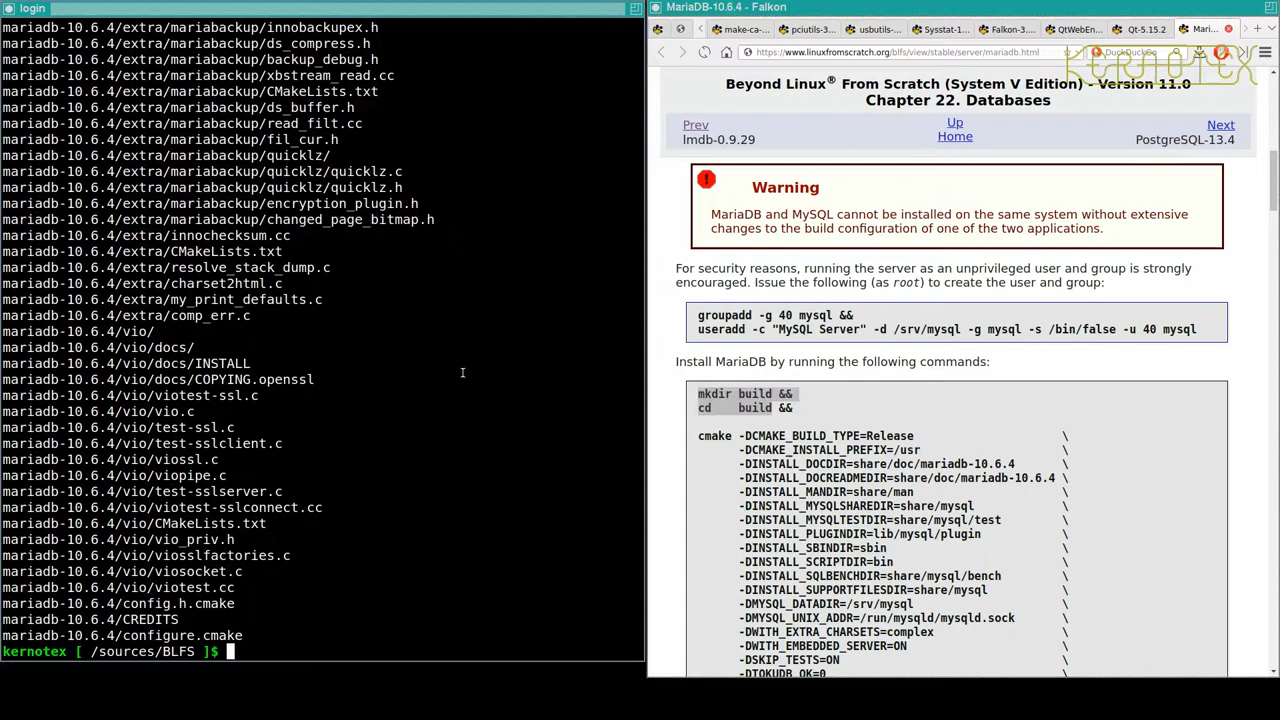 login
mariadb-10.6.4/extra/mariabackup/innobackupex.h
mariadb-10.6.4/extra/mariabackup/ds_compress.h
mariadb-10.6.4/extra/mariabackup/backup_debug.h
mariadb-10.6.4/extra/mariabackup/xbstream_read.cc
mariadb-10.6.4/extra/mariabackup/CMakeLists.txt
mariadb-10.6.4/extra/mariabackup/ds_buffer.h
mariadb-10.6.4/extra/mariabackup/read_filt.cc
mariadb-10.6.4/extra/mariabackup/fil_cur.h
mariadb-10.6.4/extra/mariabackup/quicklz/
mariadb-10.6.4/extra/mariabackup/quicklz/quicklz.c
mariadb-10.6.4/extra/mariabackup/quicklz/quicklz.h
mariadb-10.6.4/extra/mariabackup/encryption_plugin.h
mariadb-10.6.4/extra/mariabackup/changed_page_bitmap.h
mariadb-10.6.4/extra/innochecksum.cc
mariadb-10.6.4/extra/CMakeLists.txt
mariadb-10.6.4/extra/resolve_stack_dump.c
mariadb-10.6.4/extra/charset2html.c
mariadb-10.6.4/extra/my_print_defaults.c
mariadb-10.6.4/extra/comp_err.c
mariadb-10.6.4/vio/
mariadb-10.6.4/vio/docs/
mariadb-10.6.4/vio/docs/INSTALL
mariadb-10.6.4/vio/docs/COPYING.openssl
mariadb-10.6.4/vio/viotest-ssl.c
mariadb-10.6.4/vio/vio.c
mariadb-10.6.4/vio/test-ssl.c
mariadb-10.6.4/vio/test-sslclient.c
mariadb-10.6.4/vio/viossl.c
mariadb-10.6.4/vio/viopipe.c
mariadb-10.6.4/vio/test-sslserver.c
mariadb-10.6.4/vio/viotest-sslconnect.cc
mariadb-10.6.4/vio/CMakeLists.txt
mariadb-10.6.4/vio/vio_priv.h
mariadb-10.6.4/vio/viosslfactories.c
mariadb-10.6.4/vio/viosocket.c
mariadb-10.6.4/vio/viotest.cc
mariadb-10.6.4/config.h.cmake
mariadb-10.6.4/CREDITS
mariadb-10.6.4/configure.cmake
kernotex [ /sources/BLFS ]$
MariaDB-10.6.4 - Falkon
make-ca-... pciutils-3... usbutils-... Sysstat-1... Falkon-3... QtWebEn... Qt-5.15.2 Mari...
https://www.linuxfromscratch.org/blfs/view/stable/server/mariadb.html DuckDuckGo
KERNOTEX
Beyond Linux® From Scratch (System V Edition) - Version 11.0
Chapter 22. Databases
Prev Up Next
lmdb-0.9.29 Home PostgreSQL-13.4
Warning
MariaDB and MySQL cannot be installed on the same system without extensive
changes to the build configuration of one of the two applications.
For security reasons, running the server as an unprivileged user and group is strongly
encouraged. Issue the following (as root) to create the user and group:
groupadd -g 40 mysql &&
useradd -c "MySQL Server" -d /srv/mysql -g mysql -s /bin/false -u 40 mysql
Install MariaDB by running the following commands:
mkdir build &&
cd    build &&
cmake -DCMAKE_BUILD_TYPE=Release \
-DCMAKE_INSTALL_PREFIX=/usr \
-DINSTALL_DOCDIR=share/doc/mariadb-10.6.4 \
-DINSTALL_DOCREADMEDIR=share/doc/mariadb-10.6.4 \
-DINSTALL_MANDIR=share/man \
-DINSTALL_MYSQLSHAREDIR=share/mysql \
-DINSTALL_MYSQLTESTDIR=share/mysql/test \
-DINSTALL_PLUGINDIR=lib/mysql/plugin \
-DINSTALL_SBINDIR=sbin \
-DINSTALL_SCRIPTDIR=bin \
-DINSTALL_SQLBENCHDIR=share/mysql/bench \
-DINSTALL_SUPPORTFILESDIR=share/mysql \
-DMYSQL_DATADIR=/srv/mysql \
-DMYSQL_UNIX_ADDR=/run/mysqld/mysqld.sock \
-DWITH_EXTRA_CHARSETS=complex \
-DWITH_EMBEDDED_SERVER=ON \
-DSKIP_TESTS=ON \
-DTOKUDB_OK=0 \